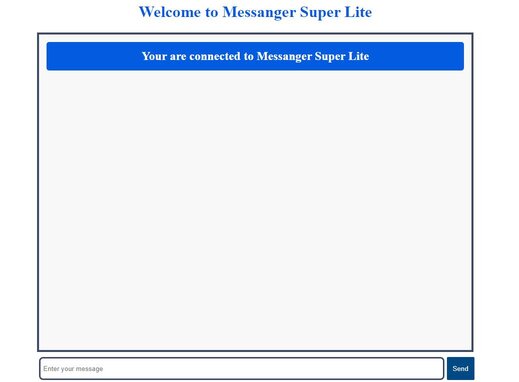 Welcome to Messanger Super Lite
Your are connected to Messanger Super Lite
Enter your message
Send